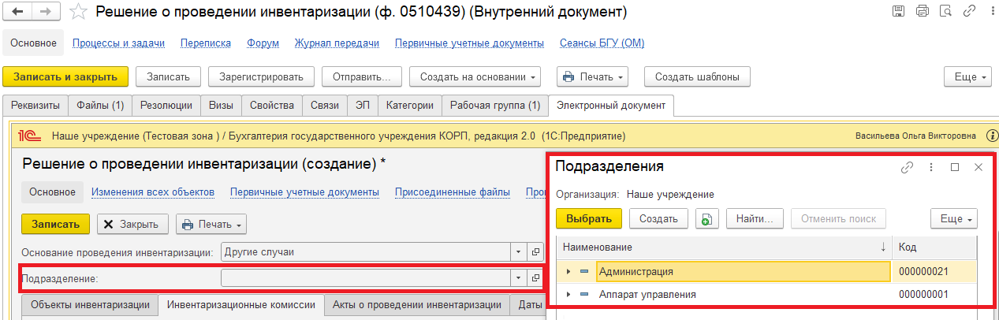 Решение о проведении инвентаризации (ф. 0510439) (Внутренний документ)
Основное Процессы и задачи Переписка Форум Журнал передачи Первичные учетные документы Сеансы БГУ (ОМ)
Записать и закрыть Записать Зарегистрировать Отправить... Создать на основании Печать Создать шаблоны Еще
Реквизиты Файлы (1) Резолюции Визы Свойства Связи ЭП Категории Рабочая группа (1) Электронный документ
1С Наше учреждение (Тестовая зона ) / Бухгалтерия государственного учреждения КОРП, редакция 2.0 (1С:Предприятие) Васильева Ольга Викторовна
Решение о проведении инвентаризации (создание) *
Основное Изменения всех объектов Первичные учетные документы Присоединенные файлы
Записать Закрыть Печать
Основание проведения инвентаризации: Другие случаи
Подразделение:
Объекты инвентаризации Инвентаризационные комиссии Акты о проведении инвентаризации Даты
Подразделения
Организация: Наше учреждение
Выбрать Создать Найти... Отменить поиск Еще
Наименование Код
Администрация 000000021
Аппарат управления 000000001